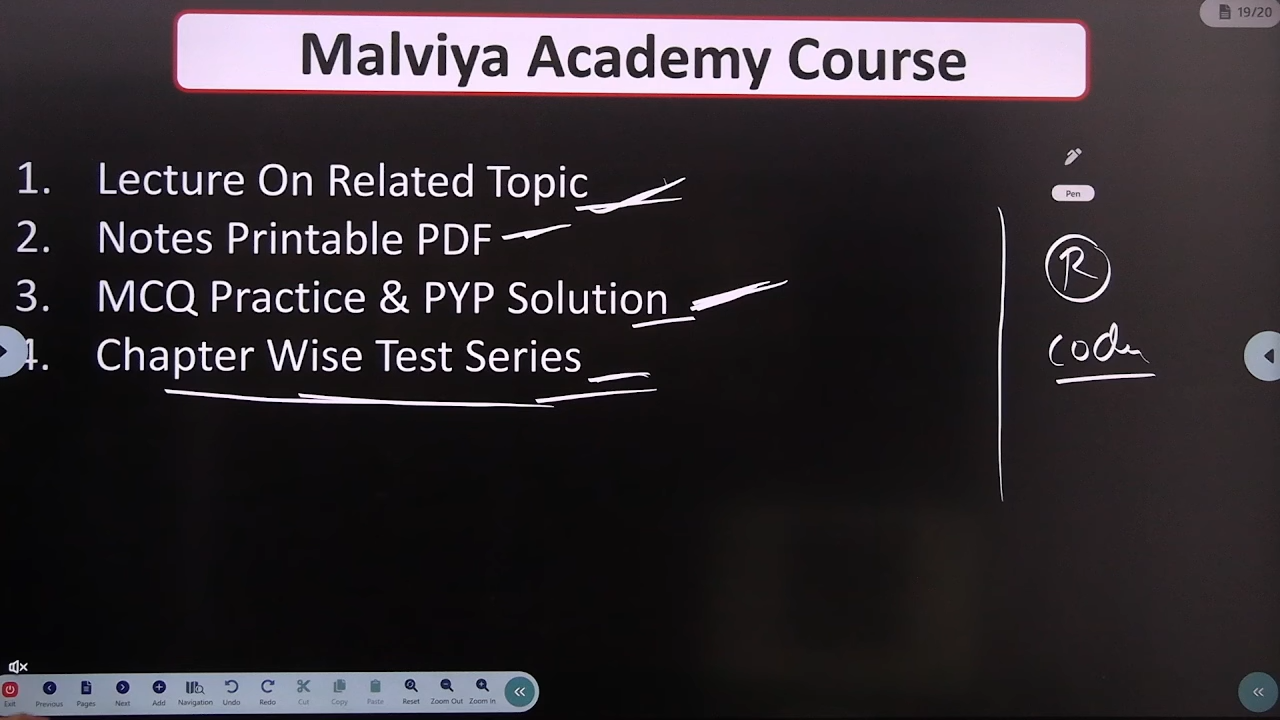 19/20
Malviya Academy Course
1. Lecture On Related Topic
2. Notes Printable PDF
3. MCQ Practice & PYP Solution
4. Chapter Wise Test Series
Pen
R
code
Exit Previous Pages Next Add Navigation Undo Redo Cut Copy Paste Reset Zoom Out Zoom In